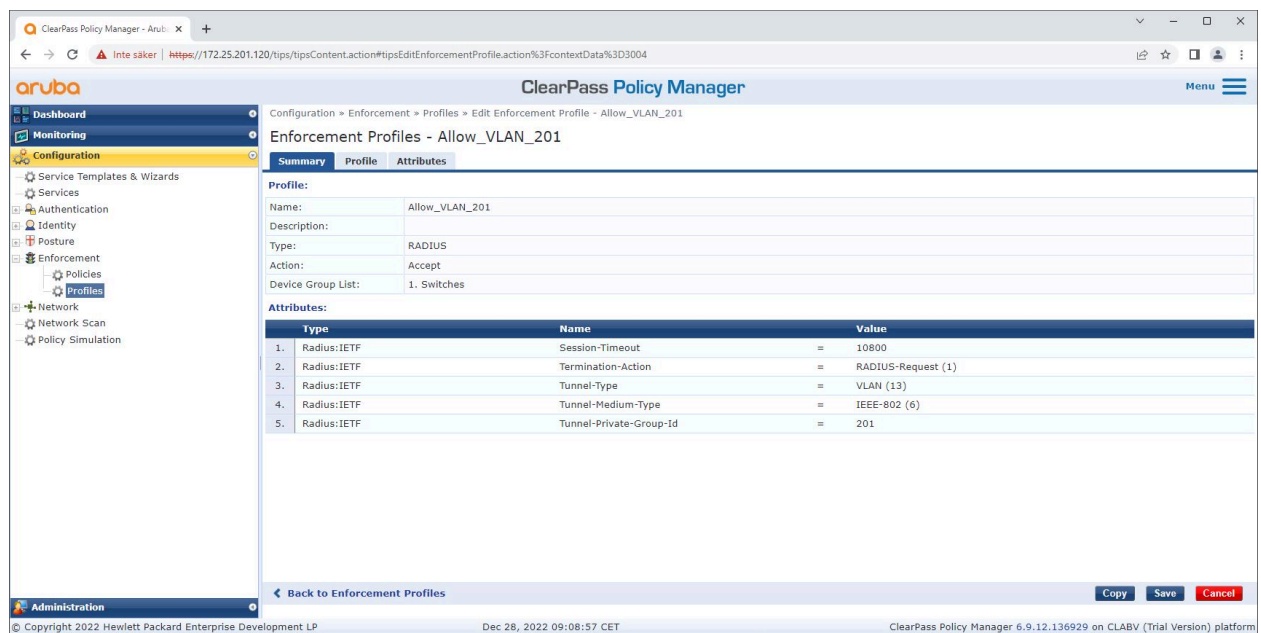 ClearPass Policy Manager - Arub
Inte säker | https://172.25.201.120/tips/tipsContent.action#tipsEditEnforcementProfile.action%3FcontextData%3D3004
aruba
ClearPass Policy Manager
Menu
Dashboard
Monitoring
Configuration
Service Templates & Wizards
Services
Authentication
Identity
Posture
Enforcement
Policies
Profiles
Network
Network Scan
Policy Simulation
Administration
Configuration » Enforcement » Profiles » Edit Enforcement Profile - Allow_VLAN_201
Enforcement Profiles - Allow_VLAN_201
Summary Profile Attributes
Profile:
Name: Allow_VLAN_201
Description:
Type: RADIUS
Action: Accept
Device Group List: 1. Switches
Attributes:
Type Name Value
1. Radius:IETF Session-Timeout = 10800
2. Radius:IETF Termination-Action = RADIUS-Request (1)
3. Radius:IETF Tunnel-Type = VLAN (13)
4. Radius:IETF Tunnel-Medium-Type = IEEE-802 (6)
5. Radius:IETF Tunnel-Private-Group-Id = 201
Back to Enforcement Profiles
Copy Save Cancel
© Copyright 2022 Hewlett Packard Enterprise Development LP Dec 28, 2022 09:08:57 CET ClearPass Policy Manager 6.9.12.136929 on CLABV (Trial Version) platform